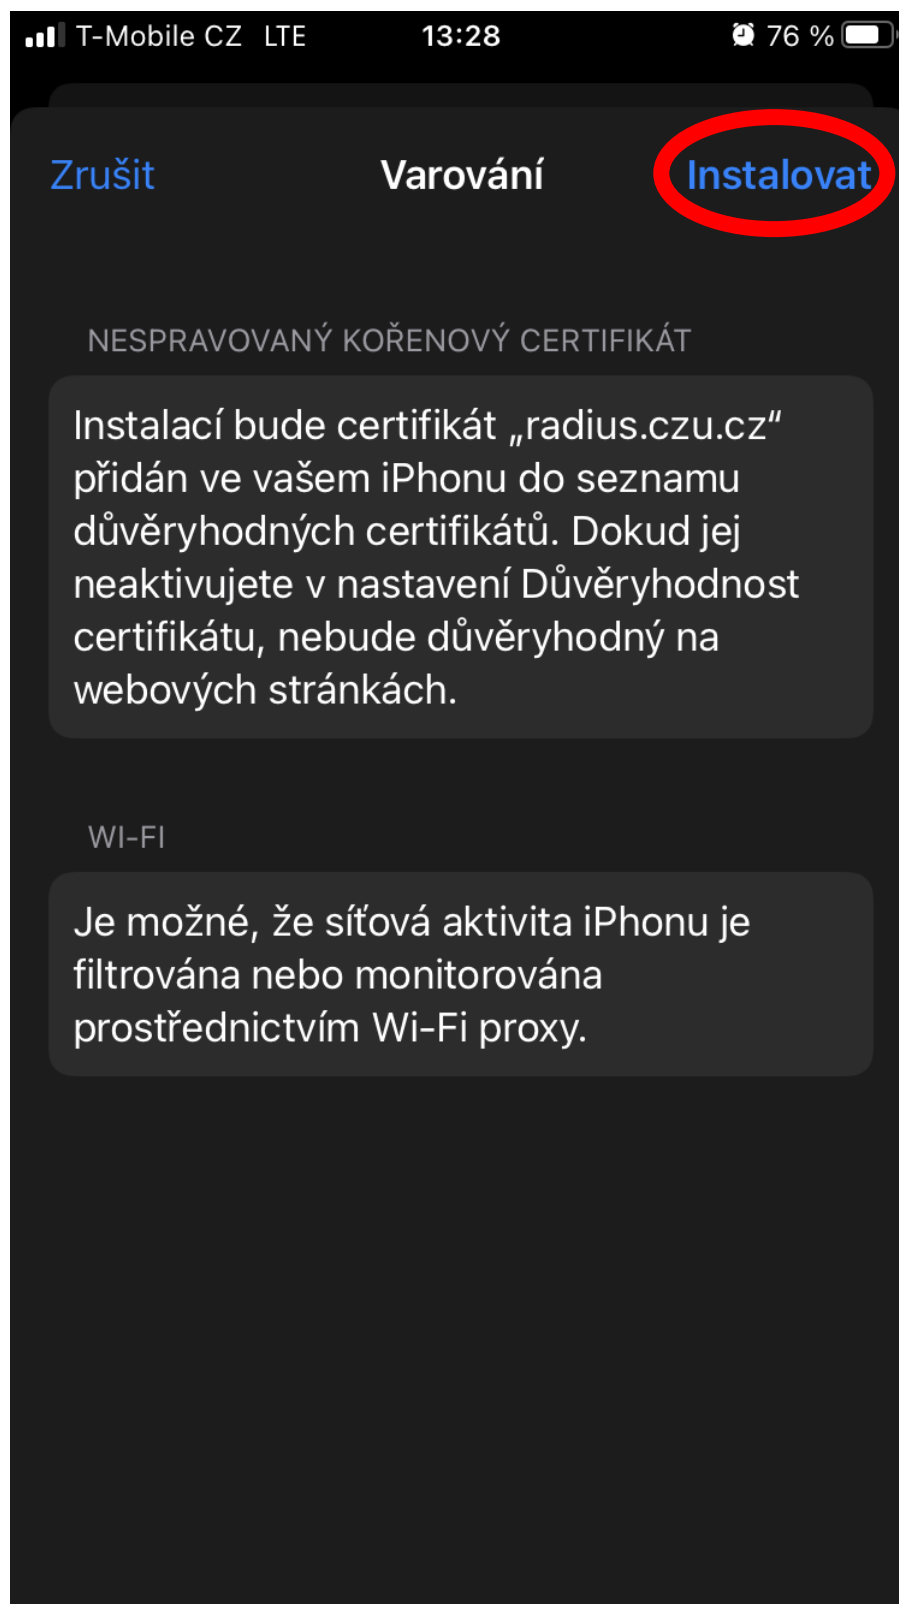 T-Mobile CZ LTE 13:28 76 %
Zrušit Varování Instalovat
NESPRAVOVANÝ KOŘENOVÝ CERTIFIKÁT
Instalací bude certifikát „radius.czu.cz“
přidán ve vašem iPhonu do seznamu
důvěryhodných certifikátů. Dokud jej
neaktivujete v nastavení Důvěryhodnost
certifikátu, nebude důvěryhodný na
webových stránkách.
WI-FI
Je možné, že síťová aktivita iPhonu je
filtrována nebo monitorována
prostřednictvím Wi-Fi proxy.